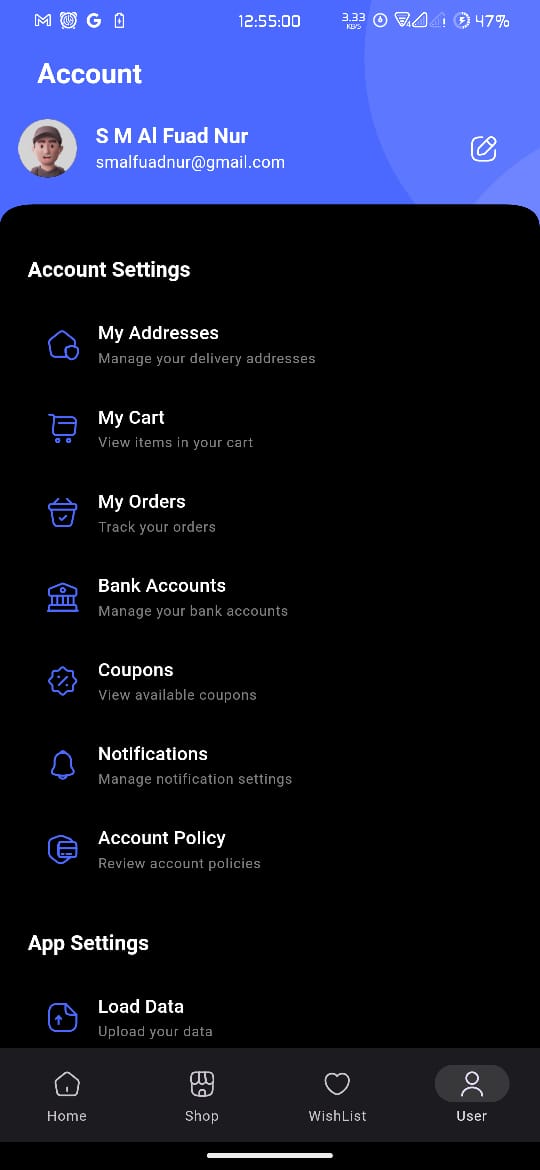 12:55:00
3.33
KB/S
47%
Account
S M Al Fuad Nur
smalfuadnur@gmail.com
Account Settings
My Addresses
Manage your delivery addresses
My Cart
View items in your cart
My Orders
Track your orders
Bank Accounts
Manage your bank accounts
Coupons
View available coupons
Notifications
Manage notification settings
Account Policy
Review account policies
App Settings
Load Data
Upload your data
Home
Shop
WishList
User